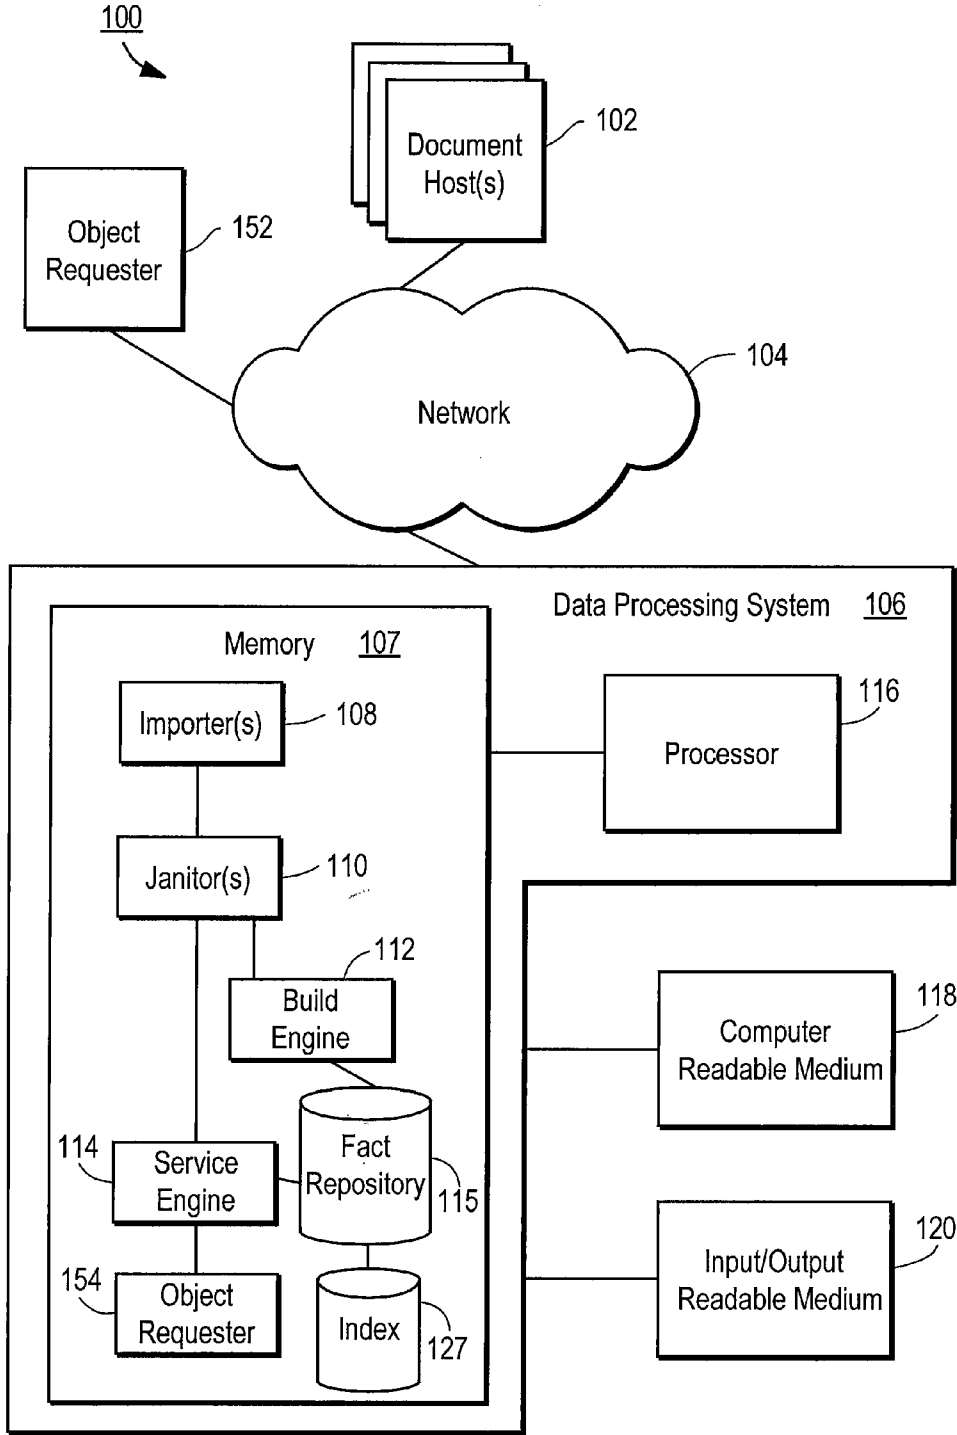 100
Document
Host(s)
102
Object
Requester
152
104
Network
Data Processing System 106
Memory 107
Importer(s)
108
116
Processor
Janitor(s)
110
112
Build
Engine
118
Computer
Readable Medium
114
Service
Engine
Fact
Repository
115
120
Input/Output
Readable Medium
154
Object
Requester
Index
127